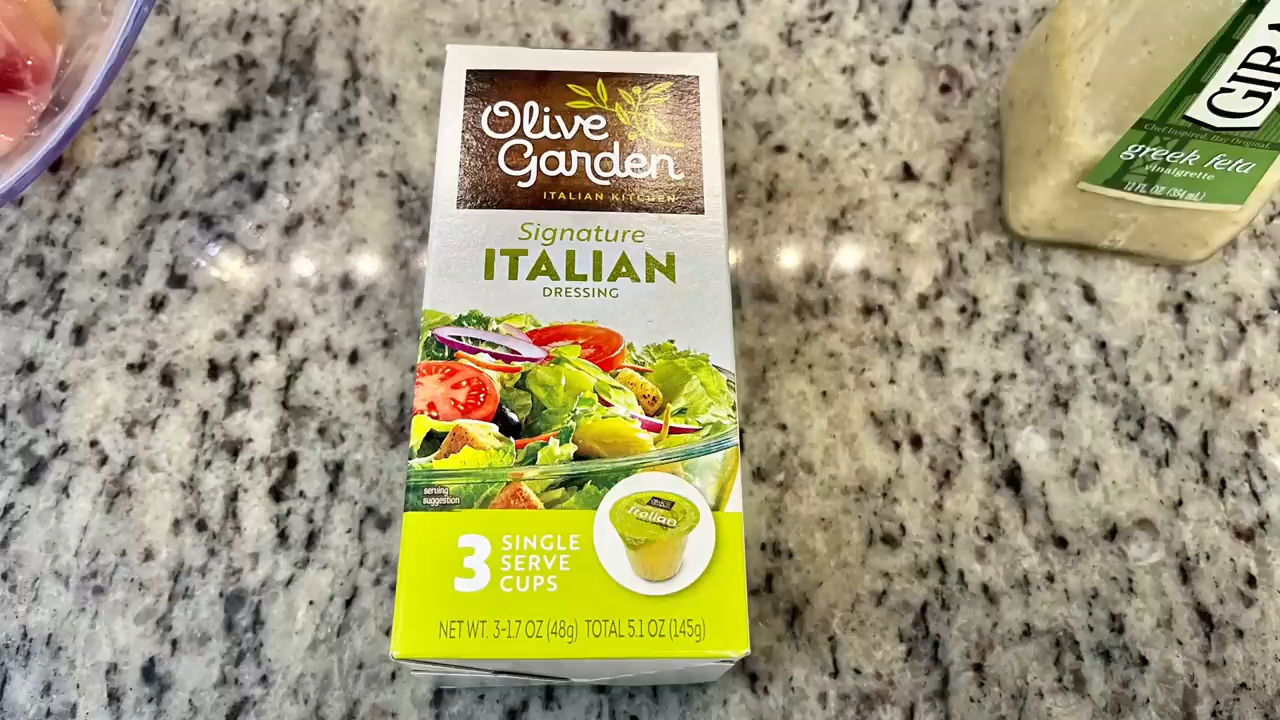 Olive
Garden
ITALIAN KITCHEN
Signature
ITALIAN
DRESSING
serving
suggestion
Italian
3 SINGLE
SERVE
CUPS
NET WT. 3-1.7 OZ (48g) TOTAL 5.1 OZ (145g)
Chef Inspired. Bay Original.
greek feta
vinaigrette
12 FL OZ (354 mL)